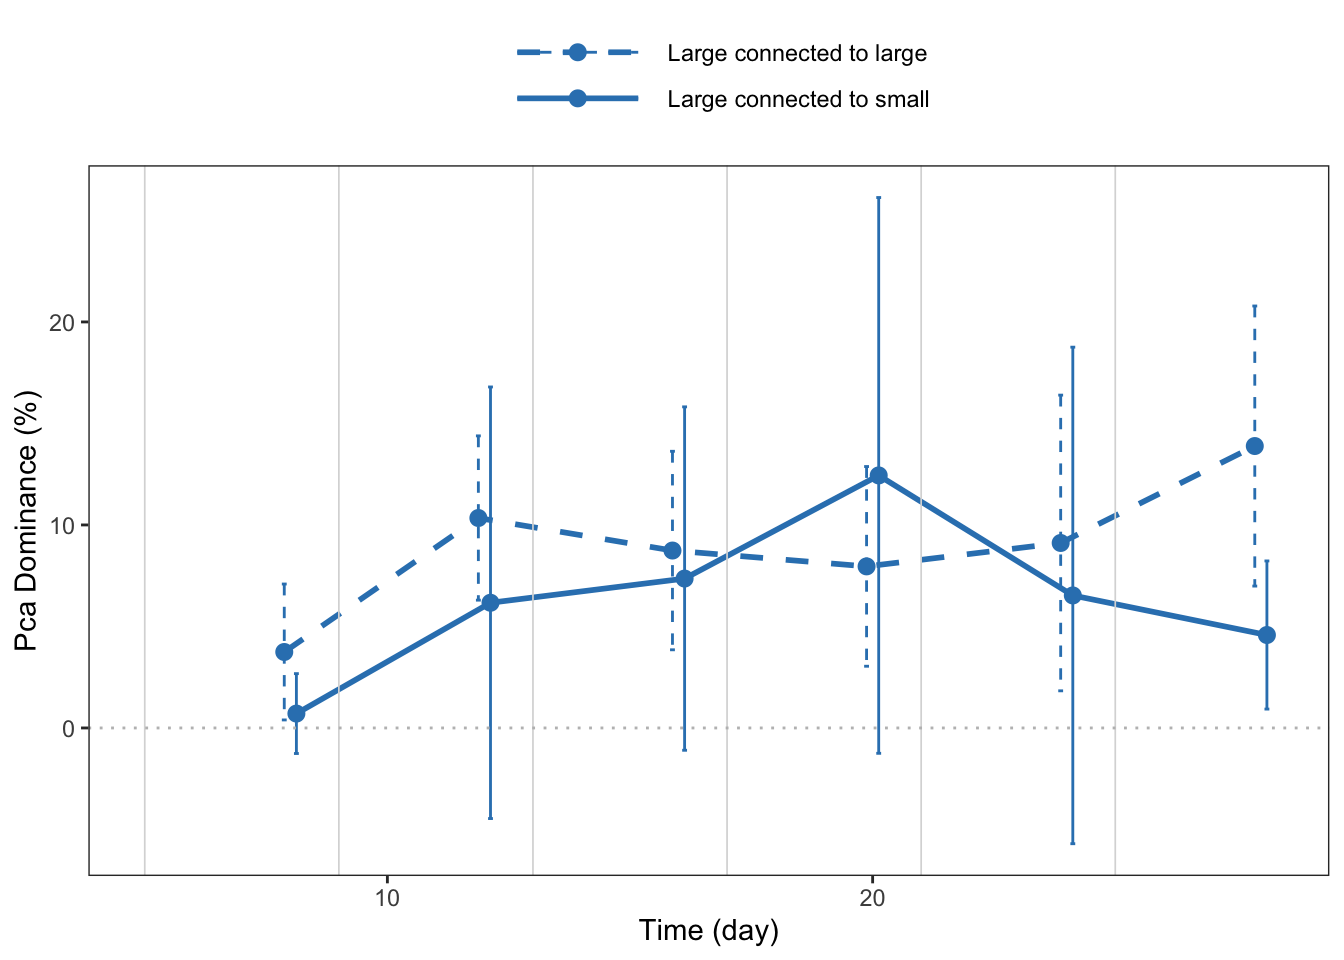 Large connected to large
Large connected to small
Pca Dominance (%)
20
10
0
10
20
Time (day)